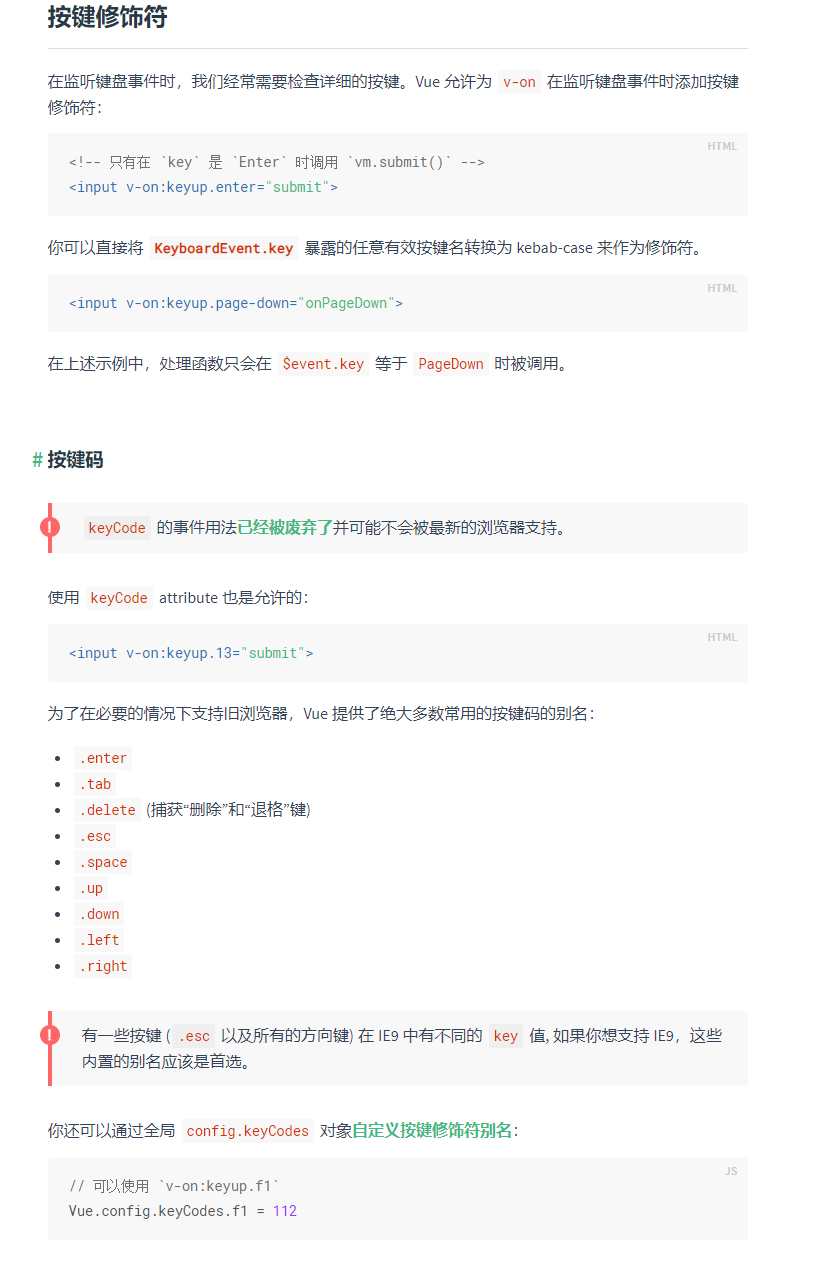 按键修饰符
在监听键盘事件时，我们经常需要检查详细的按键。Vue 允许为 v-on 在监听键盘事件时添加按键
修饰符：
HTML
<!-- 只有在 `key` 是 `Enter` 时调用 `vm.submit()` -->
<input v-on:keyup.enter="submit">
你可以直接将 KeyboardEvent.key 暴露的任意有效按键名转换为 kebab-case 来作为修饰符。
HTML
<input v-on:keyup.page-down="onPageDown">
在上述示例中，处理函数只会在 $event.key 等于 PageDown 时被调用。
# 按键码
! keyCode 的事件用法已经被废弃了并可能不会被最新的浏览器支持。
使用 keyCode attribute 也是允许的：
HTML
<input v-on:keyup.13="submit">
为了在必要的情况下支持旧浏览器，Vue 提供了绝大多数常用的按键码的别名：
• .enter
• .tab
• .delete (捕获“删除”和“退格”键)
• .esc
• .space
• .up
• .down
• .left
• .right
! 有一些按键 (.esc 以及所有的方向键) 在 IE9 中有不同的 key 值, 如果你想支持 IE9，这些
内置的别名应该是首选。
你还可以通过全局 config.keyCodes 对象自定义按键修饰符别名：
JS
// 可以使用 `v-on:keyup.f1`
Vue.config.keyCodes.f1 = 112